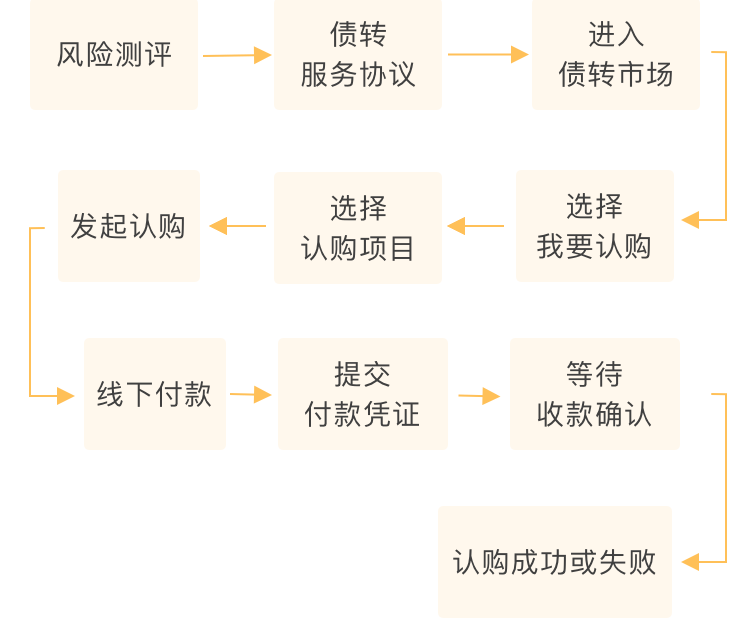 风险测评
债转
服务协议
进入
债转市场
选择
我要认购
选择
认购项目
发起认购
线下付款
提交
付款凭证
等待
收款确认
认购成功或失败